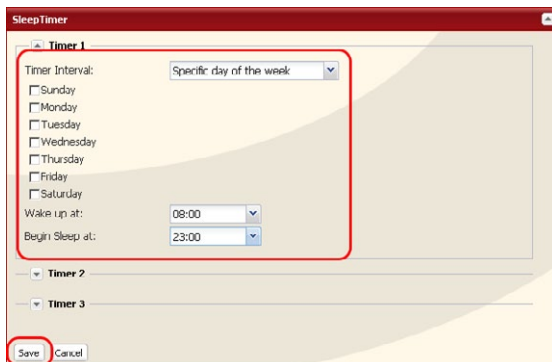 SleepTimer
Timer 1
Timer Interval: Specific day of the week
Sunday
Monday
Tuesday
Wednesday
Thursday
Friday
Saturday
Wake up at: 08:00
Begin Sleep at: 23:00
Timer 2
Timer 3
Save Cancel